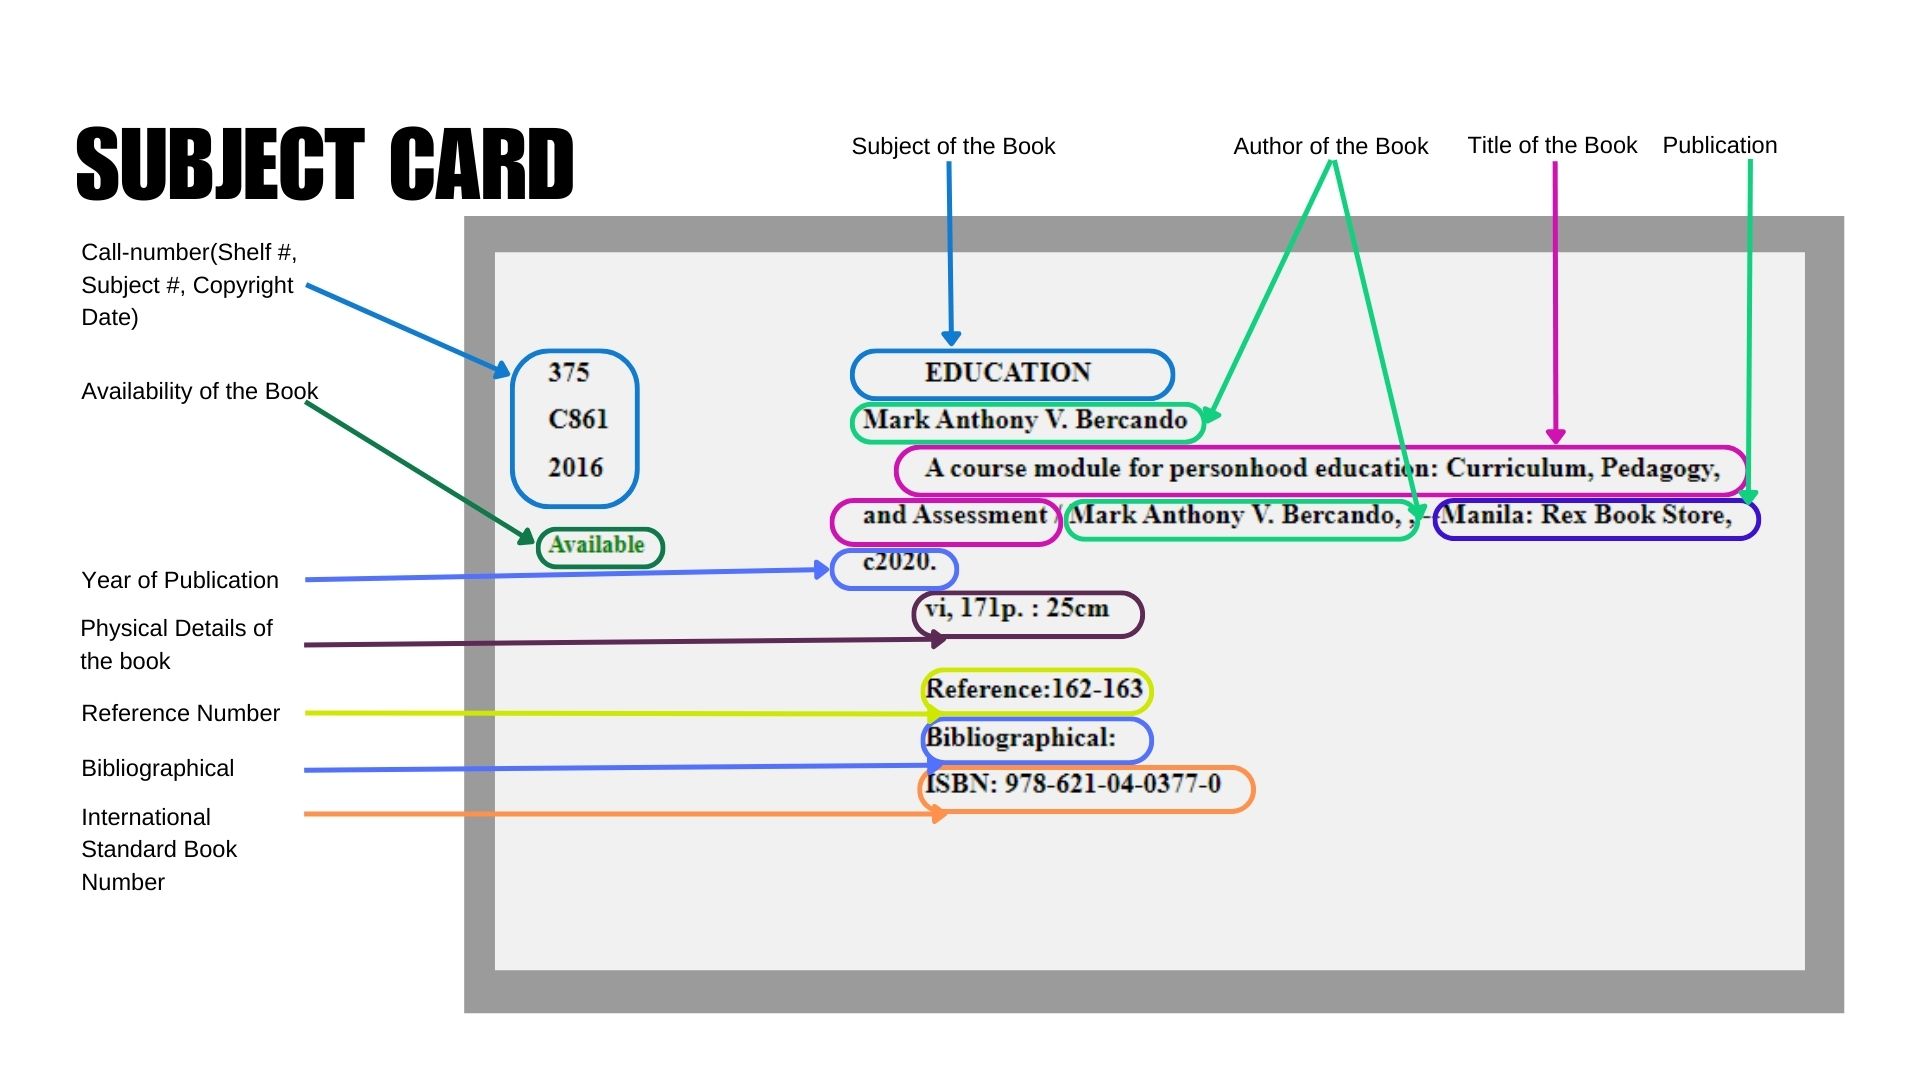 SUBJECT CARD
Subject of the Book
Author of the Book
Title of the Book
Publication
Call-number(Shelf #,
Subject #, Copyright
Date)
Availability of the Book
Year of Publication
Physical Details of
the book
Reference Number
Bibliographical
International
Standard Book
Number
375
C861
2016
Available
EDUCATION
Mark Anthony V. Bercando
A course module for personhood education: Curriculum, Pedagogy,
and Assessment / Mark Anthony V. Bercando, , --Manila: Rex Book Store,
c2020.
vi, 171p. : 25cm
Reference:162-163
Bibliographical:
ISBN: 978-621-04-0377-0